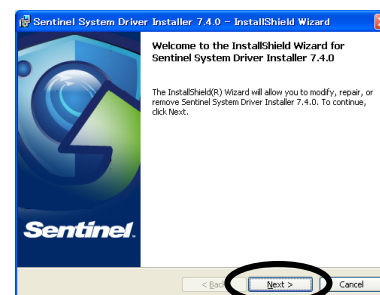 Sentinel System Driver Installer 7.4.0 - InstallShield Wizard
Welcome to the InstallShield Wizard for
Sentinel System Driver Installer 7.4.0
The InstallShield(R) Wizard will allow you to modify, repair, or
remove Sentinel System Driver Installer 7.4.0. To continue,
click Next.
Sentinel.
< Back
Next >
Cancel